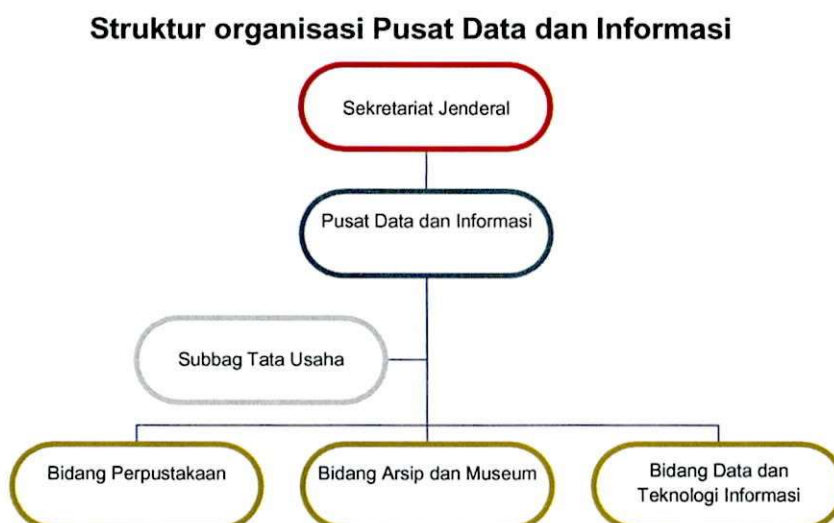 Struktur organisasi Pusat Data dan Informasi
Sekretariat Jenderal
Pusat Data dan Informasi
Subbag Tata Usaha
Bidang Perpustakaan
Bidang Arsip dan Museum
Bidang Data dan
Teknologi Informasi